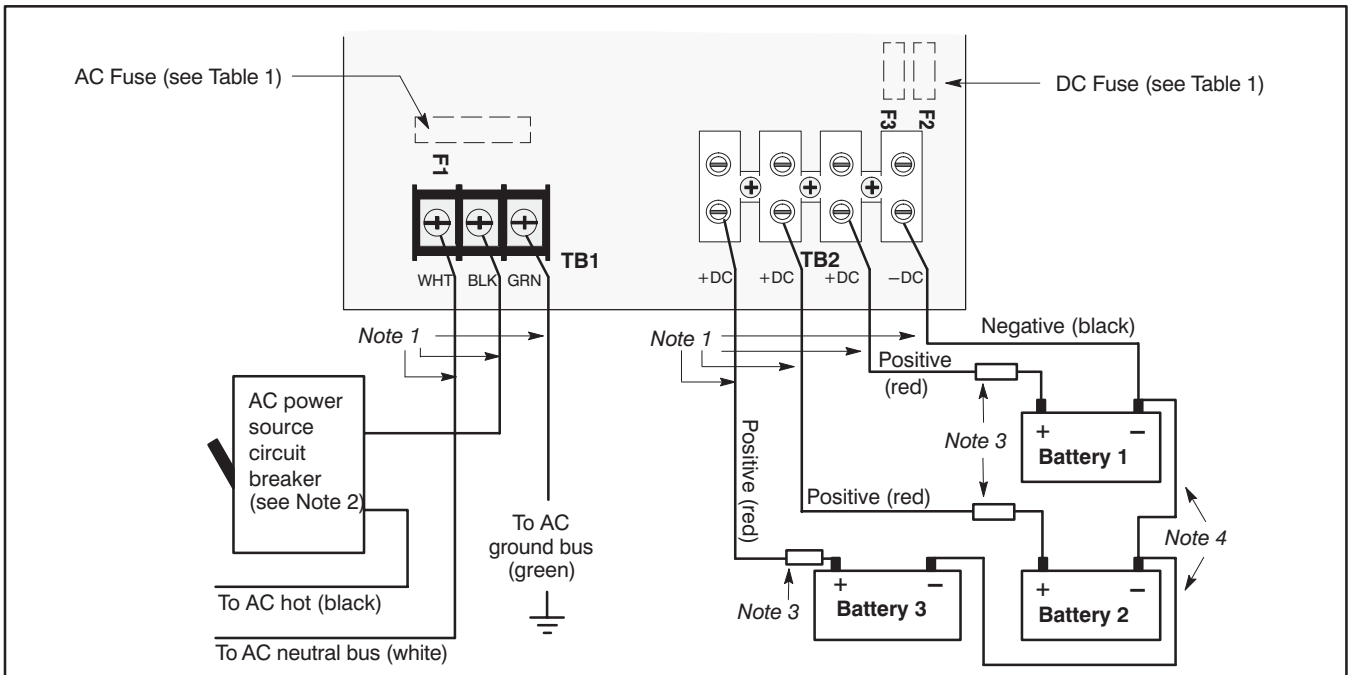 AC Fuse (see Table 1)
DC Fuse (see Table 1)
F3
F2
F1
TB1
TB2
WHT
BLK
GRN
+DC
+DC
+DC
−DC
Note 1
Note 1
Negative (black)
Positive
(red)
AC power
source
circuit
breaker
(see Note 2)
Positive (red)
Note 3
+ −
Battery 1
Positive (red)
To AC
ground bus
(green)
Note 4
Note 3
+ −
Battery 3
+ −
Battery 2
To AC hot (black)
To AC neutral bus (white)